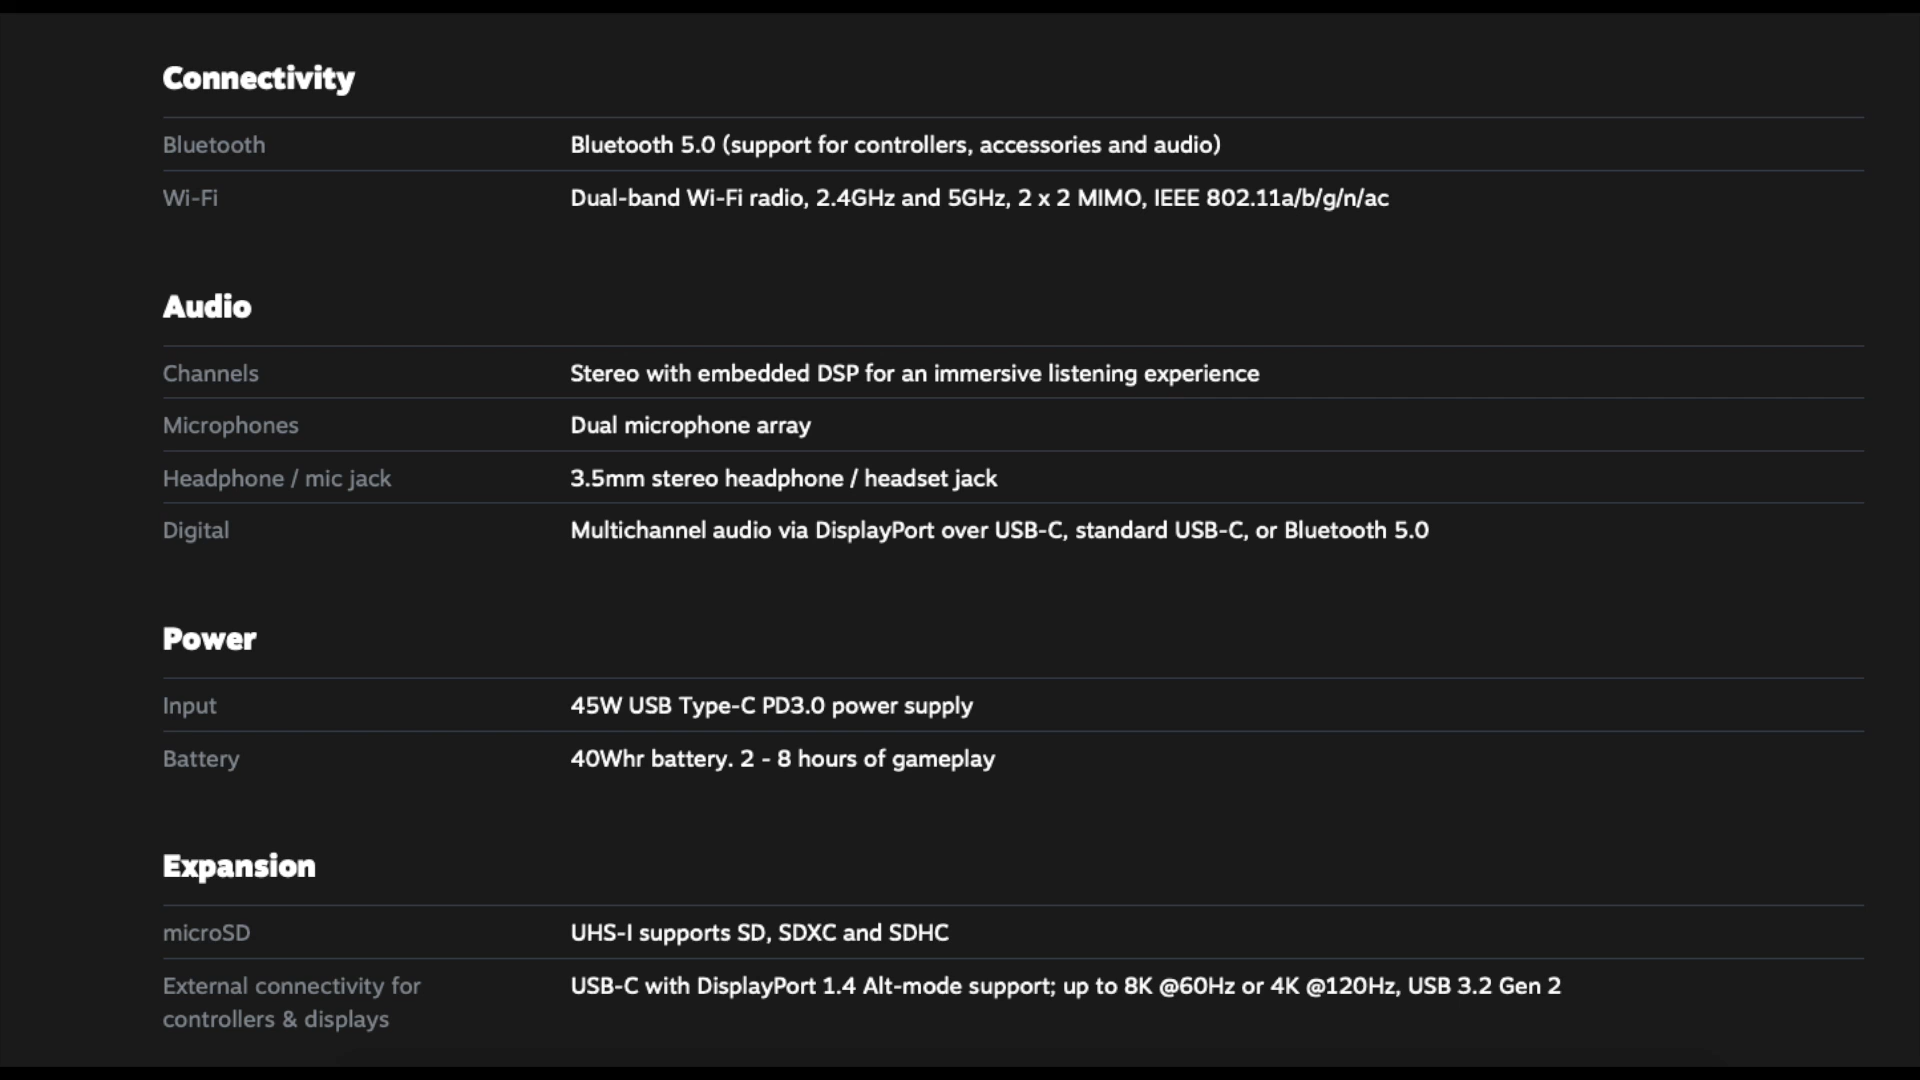 Connectivity
Bluetooth Bluetooth 5.0 (support for controllers, accessories and audio)
Wi-Fi Dual-band Wi-Fi radio, 2.4GHz and 5GHz, 2 x 2 MIMO, IEEE 802.11a/b/g/n/ac
Audio
Channels Stereo with embedded DSP for an immersive listening experience
Microphones Dual microphone array
Headphone / mic jack 3.5mm stereo headphone / headset jack
Digital Multichannel audio via DisplayPort over USB-C, standard USB-C, or Bluetooth 5.0
Power
Input 45W USB Type-C PD3.0 power supply
Battery 40Whr battery. 2 - 8 hours of gameplay
Expansion
microSD UHS-I supports SD, SDXC and SDHC
External connectivity for USB-C with DisplayPort 1.4 Alt-mode support; up to 8K @60Hz or 4K @120Hz, USB 3.2 Gen 2
controllers & displays